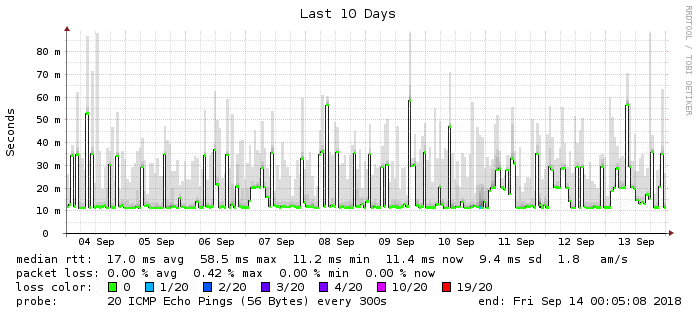 Last 10 Days
RRDTOOL / TOBI OETIKER
Seconds
80 m
70 m
60 m
50 m
40 m
30 m
20 m
10 m
0
04 Sep 05 Sep 06 Sep 07 Sep 08 Sep 09 Sep 10 Sep 11 Sep 12 Sep 13 Sep
median rtt: 17.0 ms avg 58.5 ms max 11.2 ms min 11.4 ms now 9.4 ms sd 1.8 am/s
packet loss: 0.00 % avg 0.42 % max 0.00 % min 0.00 % now
loss color: 0 1/20 2/20 3/20 4/20 10/20 19/20
probe: 20 ICMP Echo Pings (56 Bytes) every 300s end: Fri Sep 14 00:05:08 2018